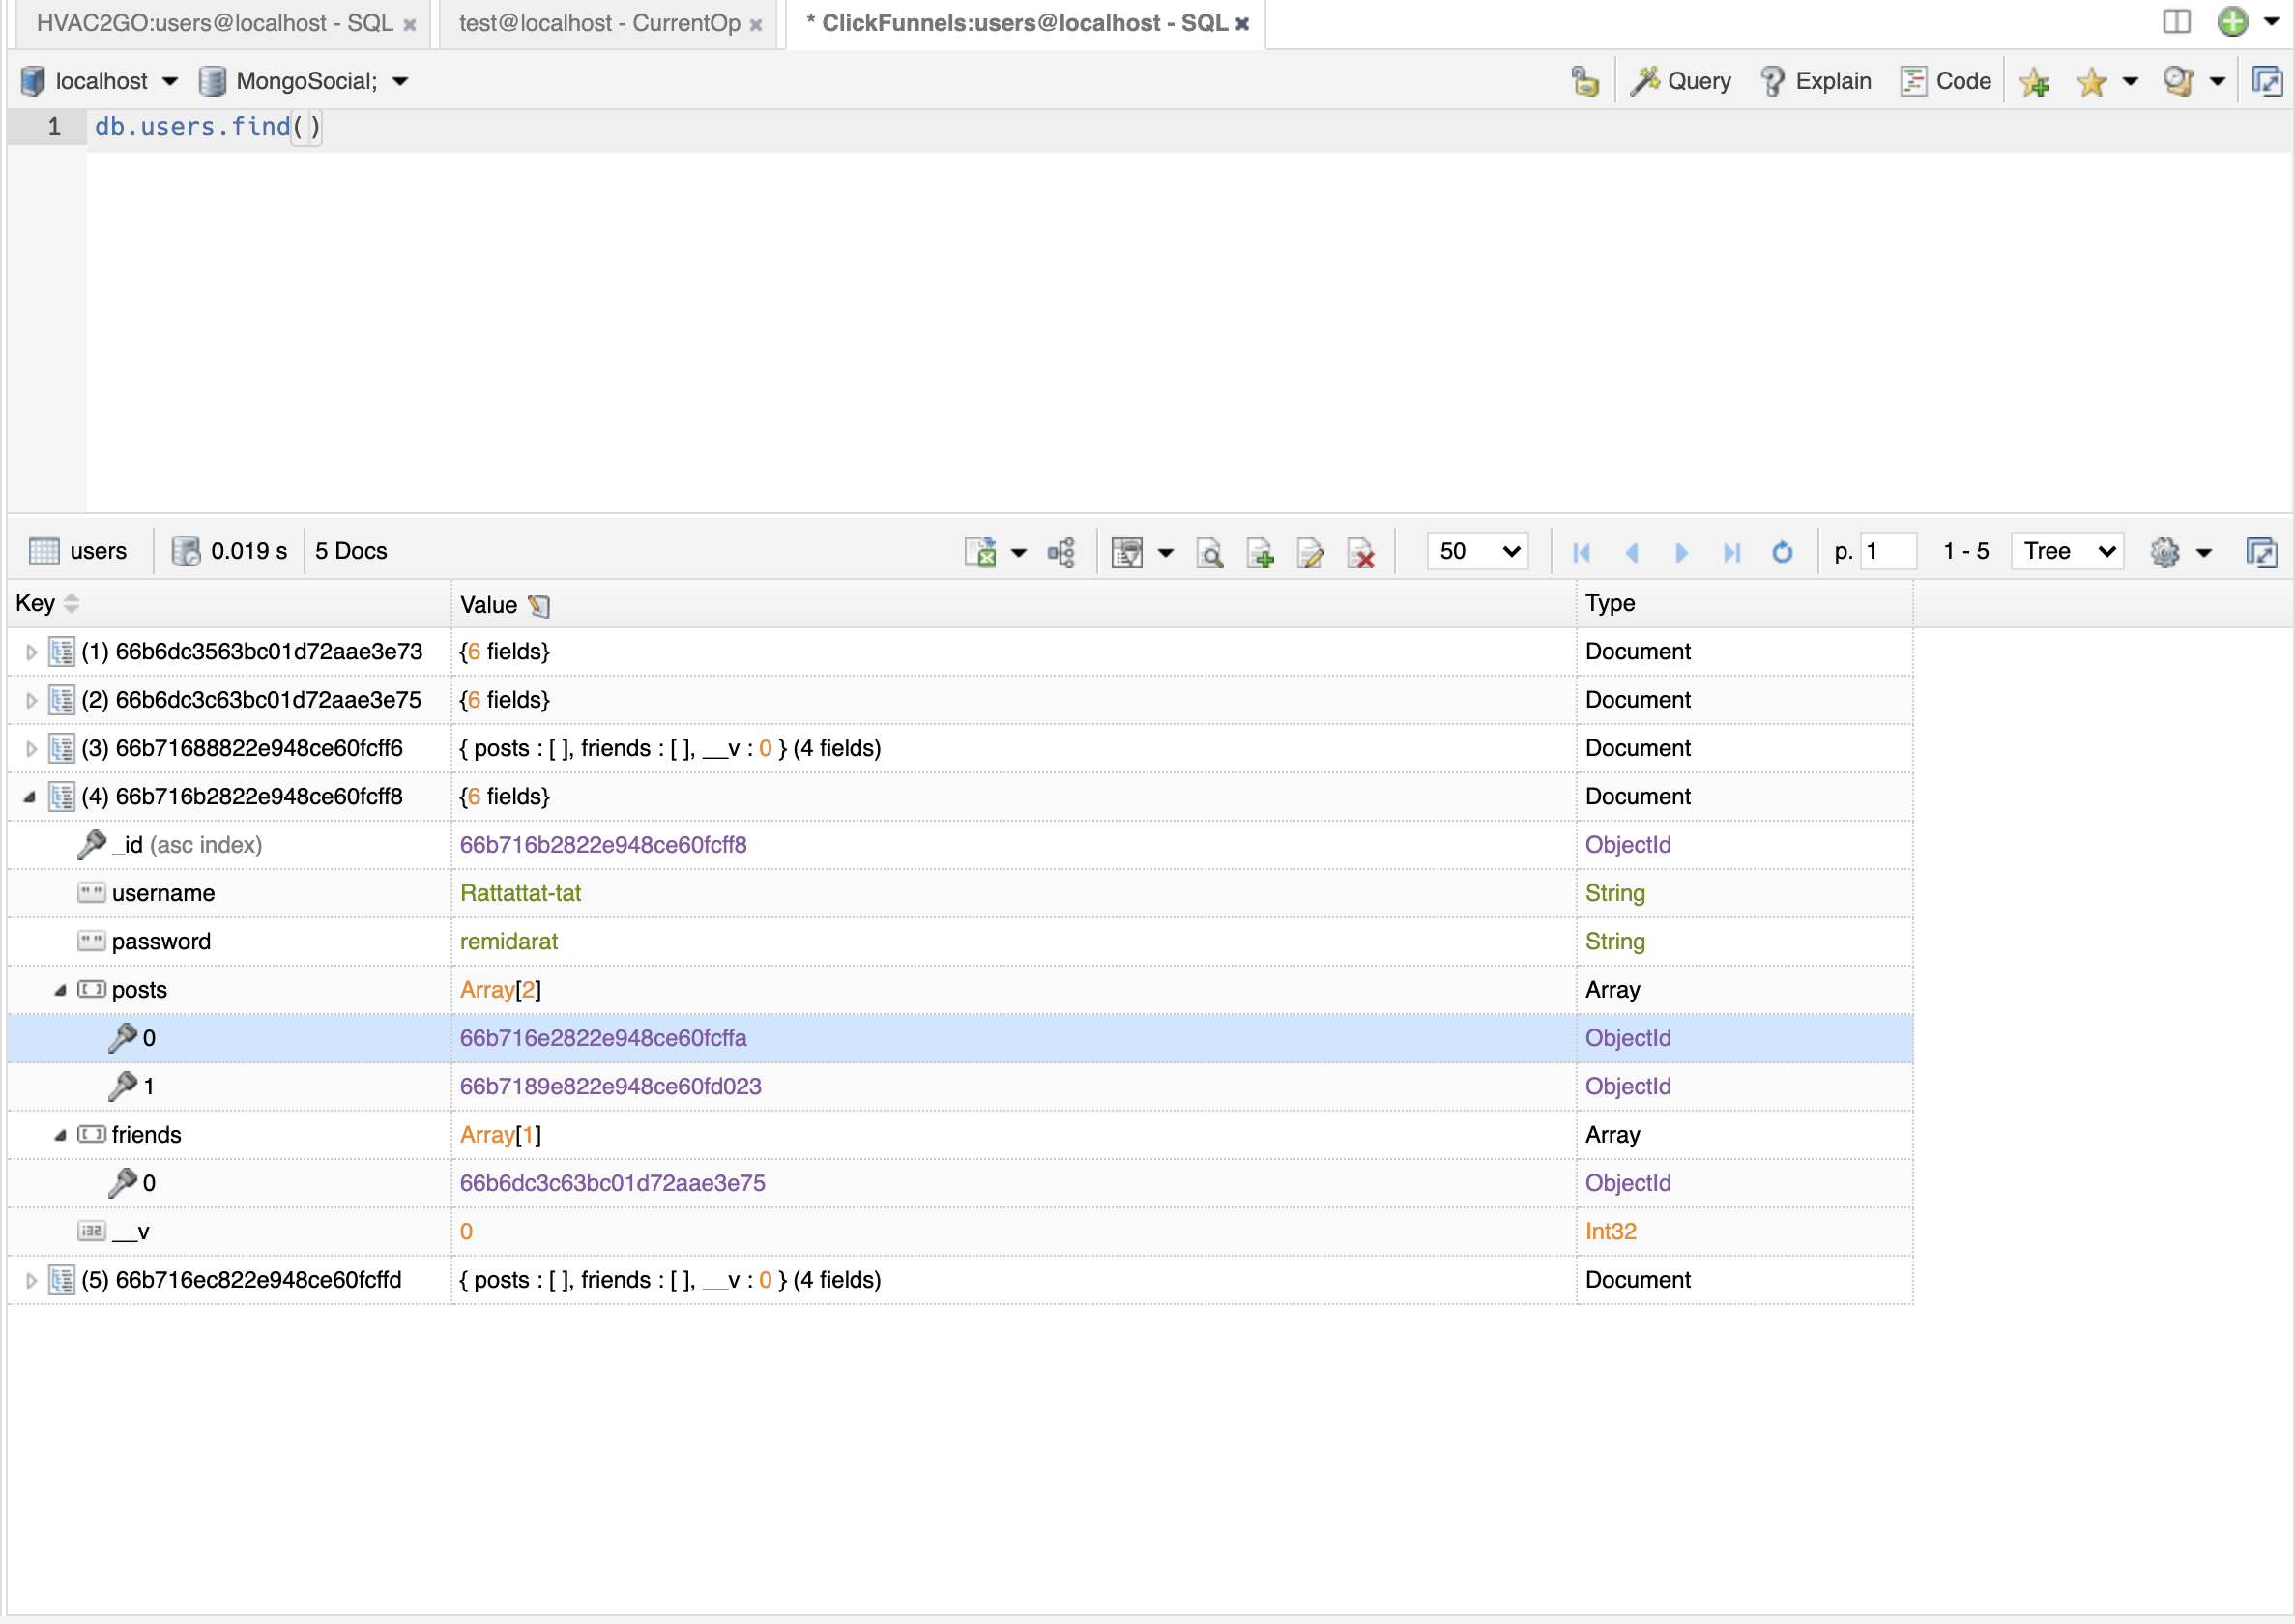 HVAC2GO:users@localhost - SQL test@localhost - CurrentOp * ClickFunnels:users@localhost - SQL
localhost MongoSocial; Query Explain Code
1 db.users.find()
users 0.019 s 5 Docs 50 p. 1 1 - 5 Tree
Key Value Type
(1) 66b6dc3563bc01d72aae3e73 {6 fields} Document
(2) 66b6dc3c63bc01d72aae3e75 {6 fields} Document
(3) 66b71688822e948ce60fcff6 { posts : [ ], friends : [ ], __v : 0 } (4 fields) Document
(4) 66b716b2822e948ce60fcff8 {6 fields} Document
_id (asc index) 66b716b2822e948ce60fcff8 ObjectId
" " username Rattattat-tat String
" " password remidarat String
[ ] posts Array[2] Array
0 66b716e2822e948ce60fcffa ObjectId
1 66b7189e822e948ce60fd023 ObjectId
[ ] friends Array[1] Array
0 66b6dc3c63bc01d72aae3e75 ObjectId
i32 __v 0 Int32
(5) 66b716ec822e948ce60fcffd { posts : [ ], friends : [ ], __v : 0 } (4 fields) Document